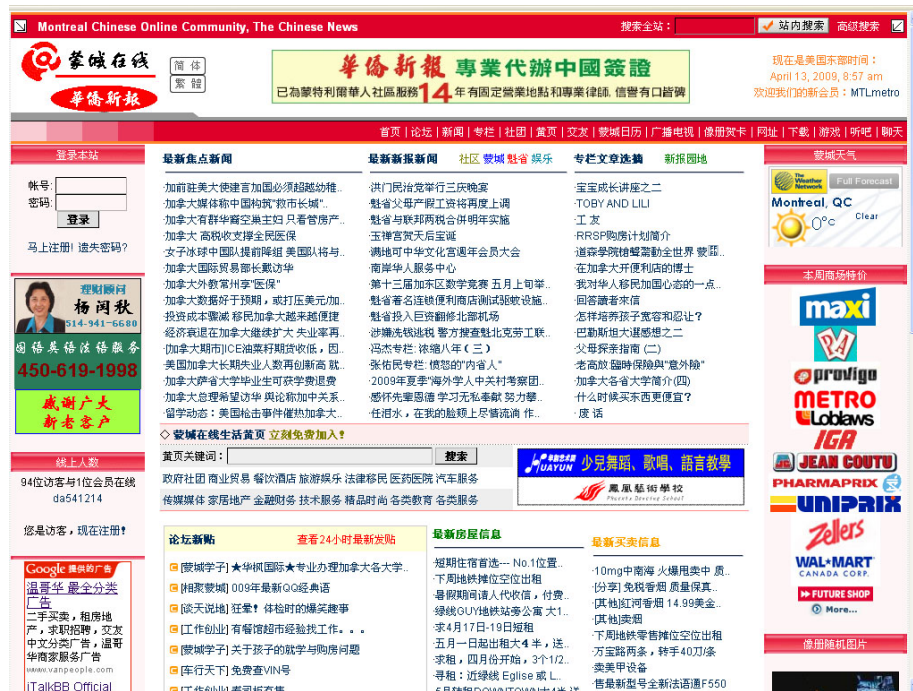 Montreal Chinese Online Community, The Chinese News
搜索全站：
站内搜索 高级搜索
蒙城在线
華僑新报
简体
繁體
華僑新報 專業代辦中國簽證
已為蒙特利爾華人社區服務14年有固定營業地點和專業律師. 信譽有口皆碑
现在是美国东部时间：
April 13, 2009, 8:57 am
欢迎我们的新会员：MTLmetro
首页 | 论坛 | 新闻 | 专栏 | 社团 | 黄页 | 交友 | 蒙城日历 | 广播电视 | 像册贺卡 | 网址 | 下载 | 游戏 | 听吧 | 聊天
登录本站
帐号:
密码:
登录
马上注册! 遗失密码?
理财顾问
杨闵秋
514-941-6680
国语英语法语服务
450-619-1998
感谢广大
新老客户
线上人数
94位访客与1位会员在线
da541214
您是访客，现在注册!
Google 提供的广告
温哥华 最全分类
广告
二手买卖，租房地
产，求职招聘，交友
中文分类广告，温哥
华商家服务广告
www.vanpeople.com
iTalkBB Official
最新焦点新闻
·加前驻美大使建言加国必须超越幼稚..
·加拿大媒体称中国构筑"救市长城"..
·加拿大有群华裔空巢主妇 只看管房产..
·加拿大 高税收支撑全民医保
·女子冰球中国队提前降组 美国队将与..
·加拿大国际贸易部长戴访华
·加拿大外教常州享"医保"
·加拿大数据好于预期，或打压美元/加..
·投资成本骤减 移民加拿大越来越便捷
·经济衰退在加拿大继续扩大 失业率再..
·[加拿大期市]ICE油菜籽期货收低，因..
·美国加拿大长期失业人数再创新高 就..
·加拿大萨省大学毕业生可获学费退费
·加拿大总理希望访华 舆论称加中关系..
·留学动态：美国枪击事件催热加拿大..
最新新报新闻 社区 蒙城 魁省 娱乐
·洪门民治党举行三庆晚宴
·魁省父母产假工资将再度上调
·魁省与联邦两税合併明年实施
·玉禅宫贺天后宝诞
·满地可中华文化宫週年会员大会
·南岸华人服务中心
·第十三届加东区数学竞赛 五月上旬举..
·魁省著名连锁便利商店测试砸玻设施..
·魁省投入巨资翻修北部机场
·涉嫌洗钱逃税 警方搜查魁北克劳工联..
·冯杰专栏: 浓缩八年 ( 三 )
·张佑民专栏: 愤怒的"内省人"
·2009年夏季"海外学人中关村考察团..
·感怀先辈恩德 学习无私奉献 努力攀..
·任泪水，在我的脸颊上尽情流淌 作..
专栏文章选摘 新报园地
·宝宝成长讲座之二
·TOBY AND LILI
·工 友
·RRSP购房计划简介
·在加拿大开便利店的博士
·我对华人移民加国心态的一点..
·回答讀者來信
·怎样培养孩子宽容和忍让?
·巴勒斯坦大選感想之二
·父母探亲指南 (二)
·老高放:臨時保險與"意外險"
·加拿大各省大学简介(四)
·什么时候买东西更便宜?
·废 话
◇ 蒙城在线生活黄页 立刻免费加入!
黄页关键词：
搜索
政府社团 商业贸易 餐饮酒店 旅游娱乐 法律移民 医药医院 汽车服务
传媒媒体 家居地产 金融财务 技术服务 精品时尚 各类教育 各类服务
HUAYUN 少兒舞蹈、歌唱、語言教學
鳳凰藝術學校
论坛新贴 查看24小时最新发贴
[蒙城学子] ★华枫国际★专业办理加拿大各大学..
[相聚蒙城] 009年最新QQ经典语
[谈天说地] 狂晕! 体检时的爆笑趣事
[工作创业] 有餐馆超市经验找工作。。。
[蒙城学子] 关于孩子的就学与购房问题
[车行天下] 免费查VIN号
最新房屋信息
·短期住宿首选--- No.1位置..
·下周地铁摊位空位出租
·暑假期间请人代收信，付费..
·绿线GUY地铁站旁公寓 大1..
·求4月17日-19日短租
·五月一日起出租大4半，送..
·求租，四月份开始，3个1/2..
·寻租：近绿线 Eglise 或 L..
最新买卖信息
·10mg中南海 火爆甩卖中 质..
·[分享] 免税香烟 质量保真..
·[其他]红河香烟 14.99美金..
·[其他]卖烟
·下周地铁零售摊位空位出租
·万宝路两条，转手40刀/条
·卖美甲设备
·售最新型号全新法语通F550
蒙城天气
The Weather Network
Full Forecast
Montreal, QC
0°c
Clear
本周商场特价
maxi
provigo
METRO
Loblaws
IGA
JEAN COUTU
PHARMAPRIX
UNIPRIX
Zellers
WAL★MART
CANADA CORP.
FUTURE SHOP
More...
像册随机图片